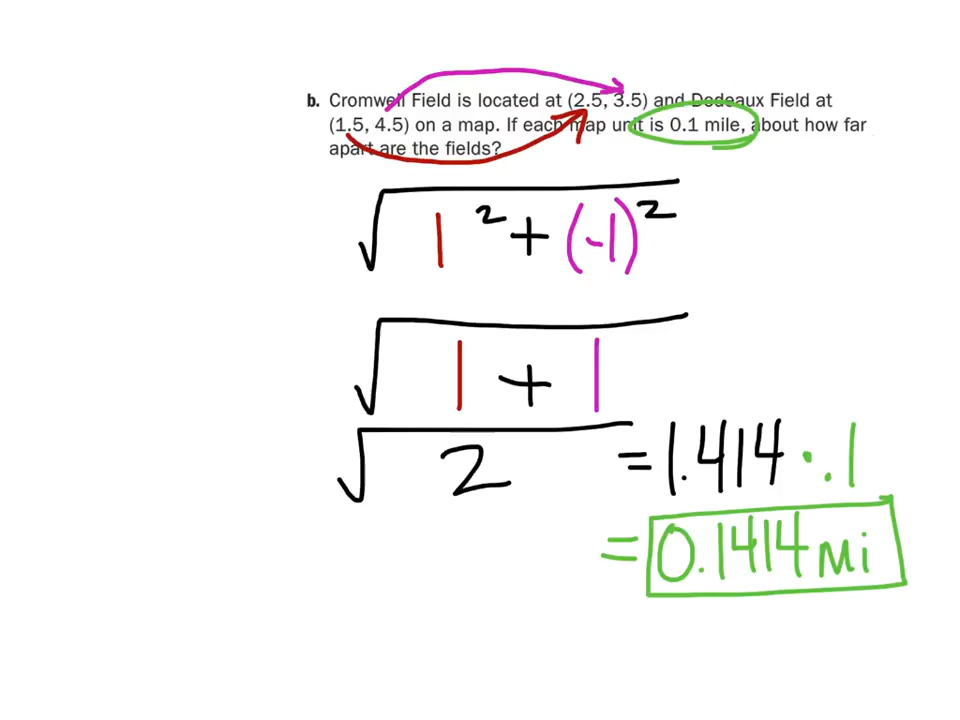 b. Cromwell Field is located at (2.5, 3.5) and Dedeaux Field at
(1.5, 4.5) on a map. If each map unit is 0.1 mile, about how far
apart are the fields?
√1² + (-1)²
√1 + 1
√2 = 1.414 · .1
= 0.1414 mi